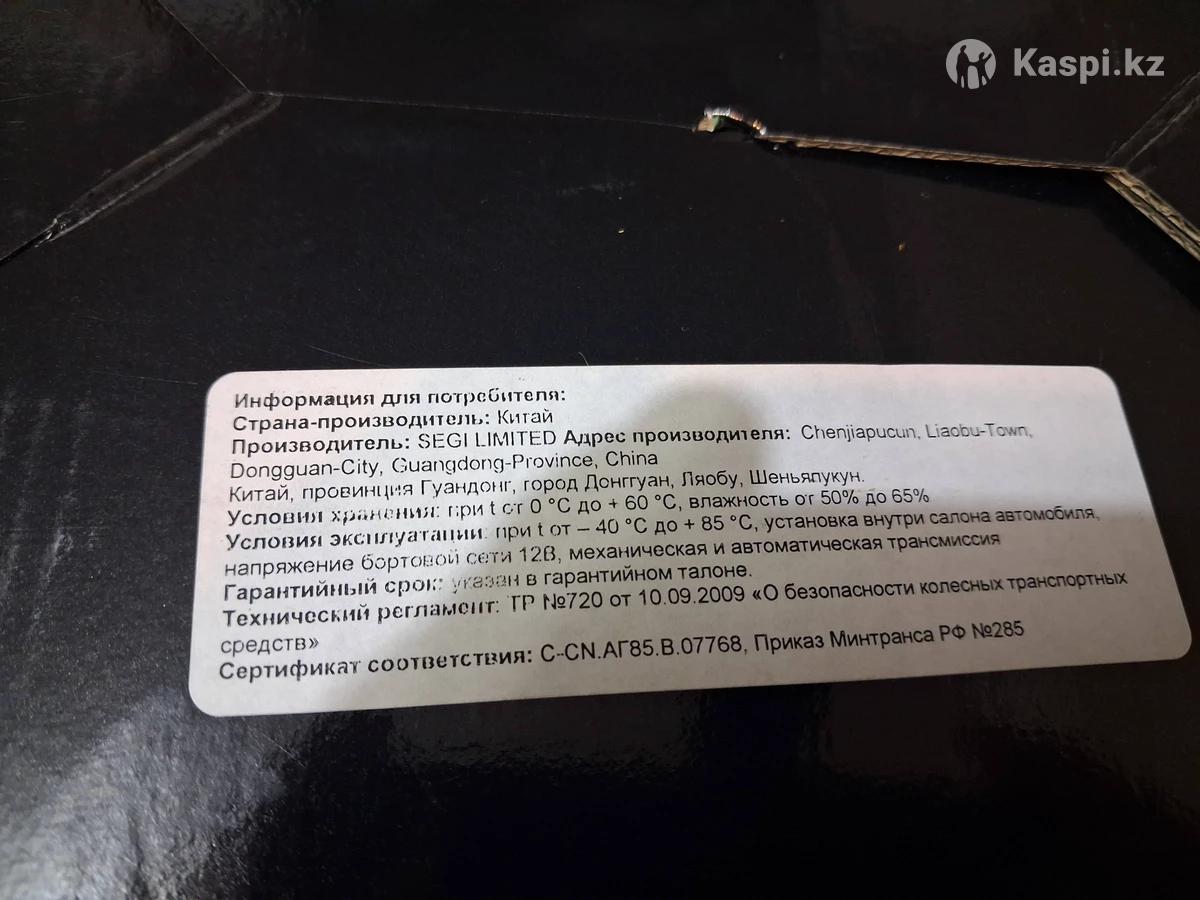 Kaspi.kz
Информация для потребителя:
Страна-производитель: Китай
Производитель: SEGI LIMITED Адрес производителя: Chenjiapucun, Liaobu-Town,
Dongguan-City, Guangdong-Province, China
Китай, провинция Гуандонг, город Донггуан, Ляобу, Шеньяпукун.
Условия хранения: при t от 0 °C до + 60 °C, влажность от 50% до 65%
Условия эксплуатации: при t от – 40 °C до + 85 °C, установка внутри салона автомобиля,
напряжение бортовой сети 12В, механическая и автоматическая трансмиссия
Гарантийный срок: указан в гарантийном талоне.
Технический регламент: ТР №720 от 10.09.2009 «О безопасности колесных транспортных
средств»
Сертификат соответствия: C-CN.АГ85.В.07768, Приказ Минтранса РФ №285